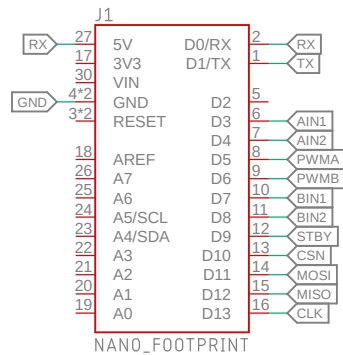 J1
RX 27 5V D0/RX 2 RX
17 3V3 D1/TX 1 TX
30 VIN
GND 4*2 GND D2 5
3*2 RESET D3 6 AIN1
D4 7 AIN2
18 AREF D5 8 PWMA
26 A7 D6 9 PWMB
25 A6 D7 10 BIN1
24 A5/SCL D8 11 BIN2
23 A4/SDA D9 12 STBY
22 A3 D10 13 CSN
21 A2 D11 14 MOSI
20 A1 D12 15 MISO
19 A0 D13 16 CLK
NANO_FOOTPRINT